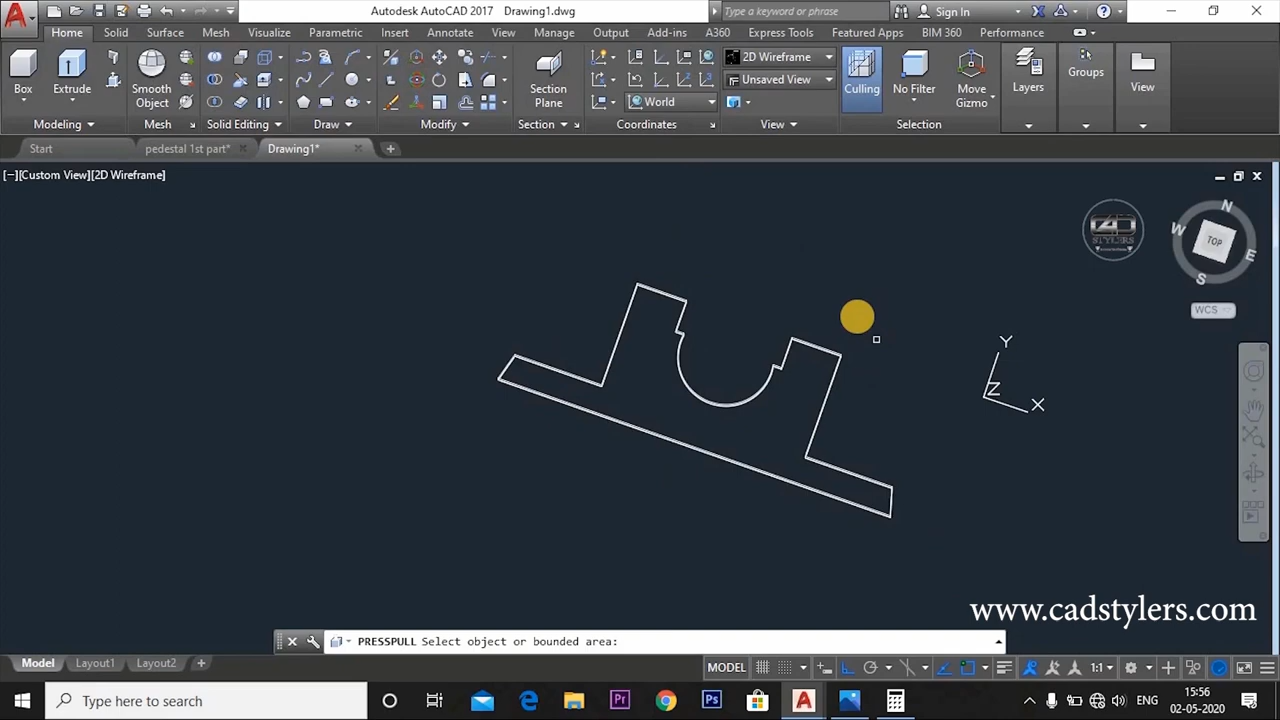 Autodesk AutoCAD 2017 Drawing1.dwg
Type a keyword or phrase
Sign In
Home Solid Surface Mesh Visualize Parametric Insert Annotate View Manage Output Add-ins A360 Express Tools Featured Apps BIM 360 Performance
Box Extrude Smooth Object Section Plane 2D Wireframe Unsaved View World Culling No Filter Move Gizmo Layers Groups View
Modeling Mesh Solid Editing Draw Modify Section Coordinates View Selection
Start pedestal 1st part* Drawing1*
[−][Custom View][2D Wireframe]
N
W TOP E
STYLERS
S
WCS
Y
Z X
www.cadstylers.com
PRESSPULL Select object or bounded area:
Model Layout1 Layout2 MODEL 1:1
Type here to search
Pr
Ps
A
ENG
15:56
02-05-2020